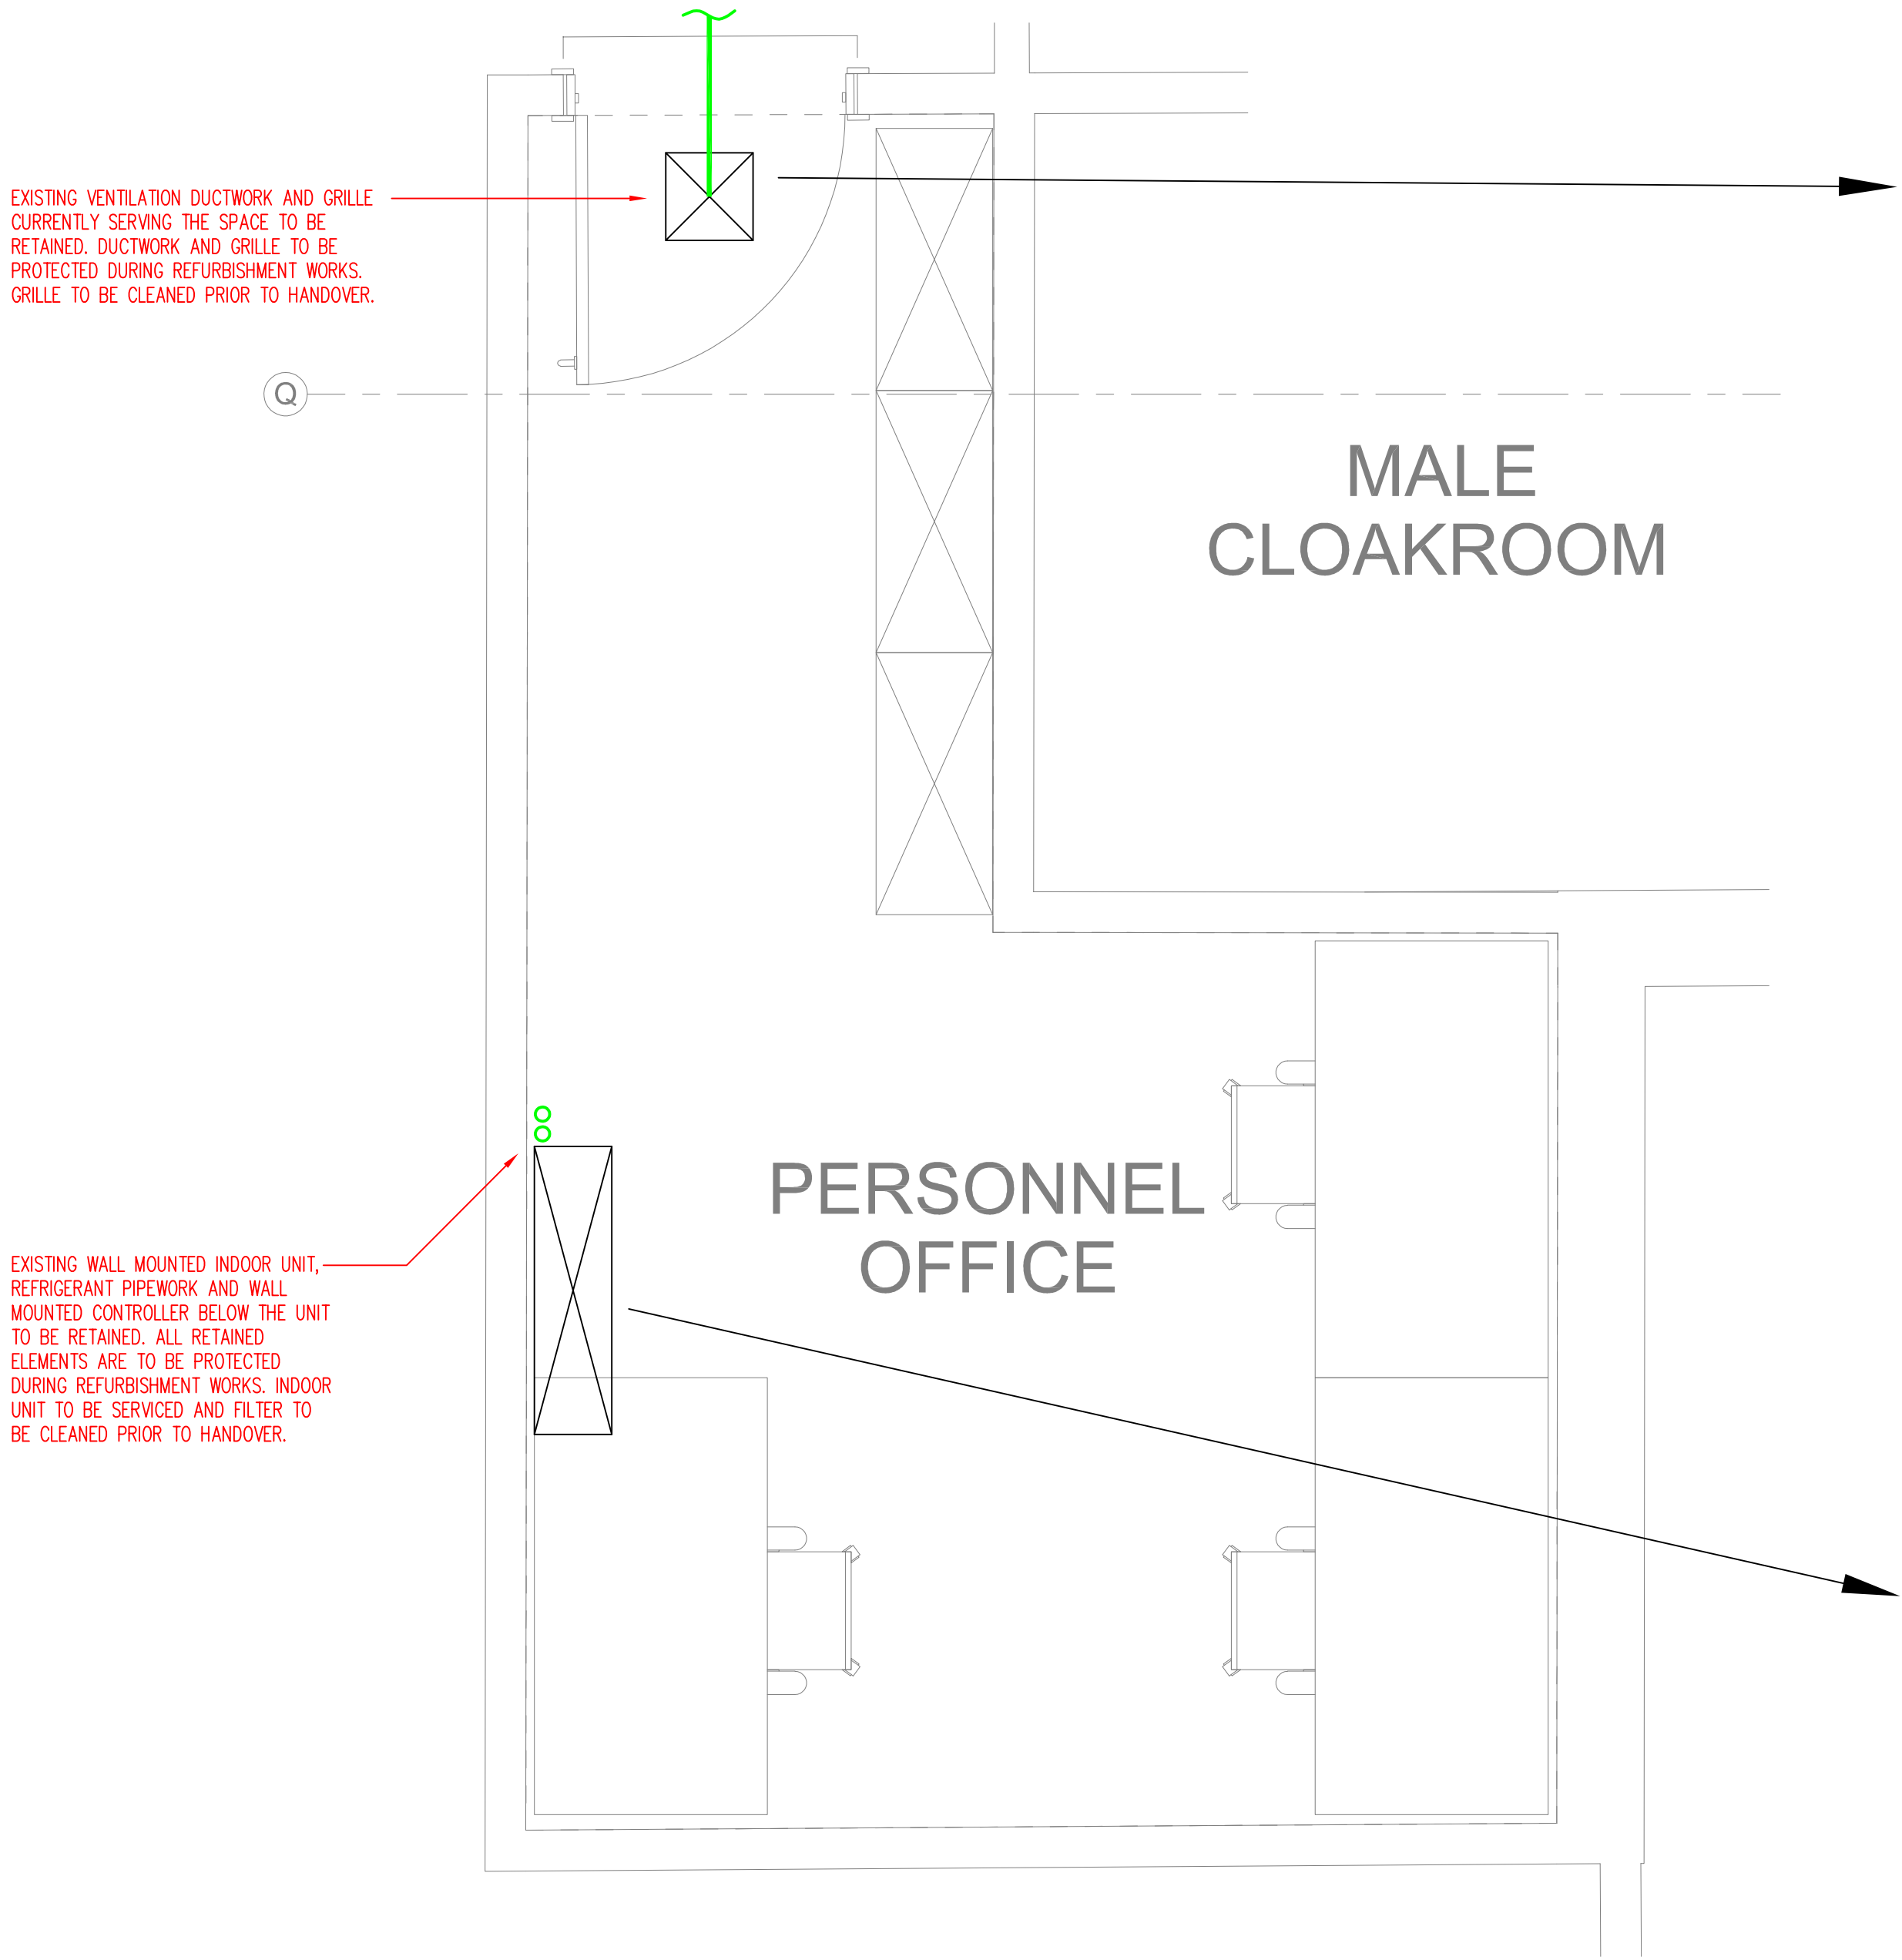 EXISTING VENTILATION DUCTWORK AND GRILLE
CURRENTLY SERVING THE SPACE TO BE
RETAINED. DUCTWORK AND GRILLE TO BE
PROTECTED DURING REFURBISHMENT WORKS.
GRILLE TO BE CLEANED PRIOR TO HANDOVER.
Q
MALE
CLOAKROOM
PERSONNEL
OFFICE
EXISTING WALL MOUNTED INDOOR UNIT,
REFRIGERANT PIPEWORK AND WALL
MOUNTED CONTROLLER BELOW THE UNIT
TO BE RETAINED. ALL RETAINED
ELEMENTS ARE TO BE PROTECTED
DURING REFURBISHMENT WORKS. INDOOR
UNIT TO BE SERVICED AND FILTER TO
BE CLEANED PRIOR TO HANDOVER.